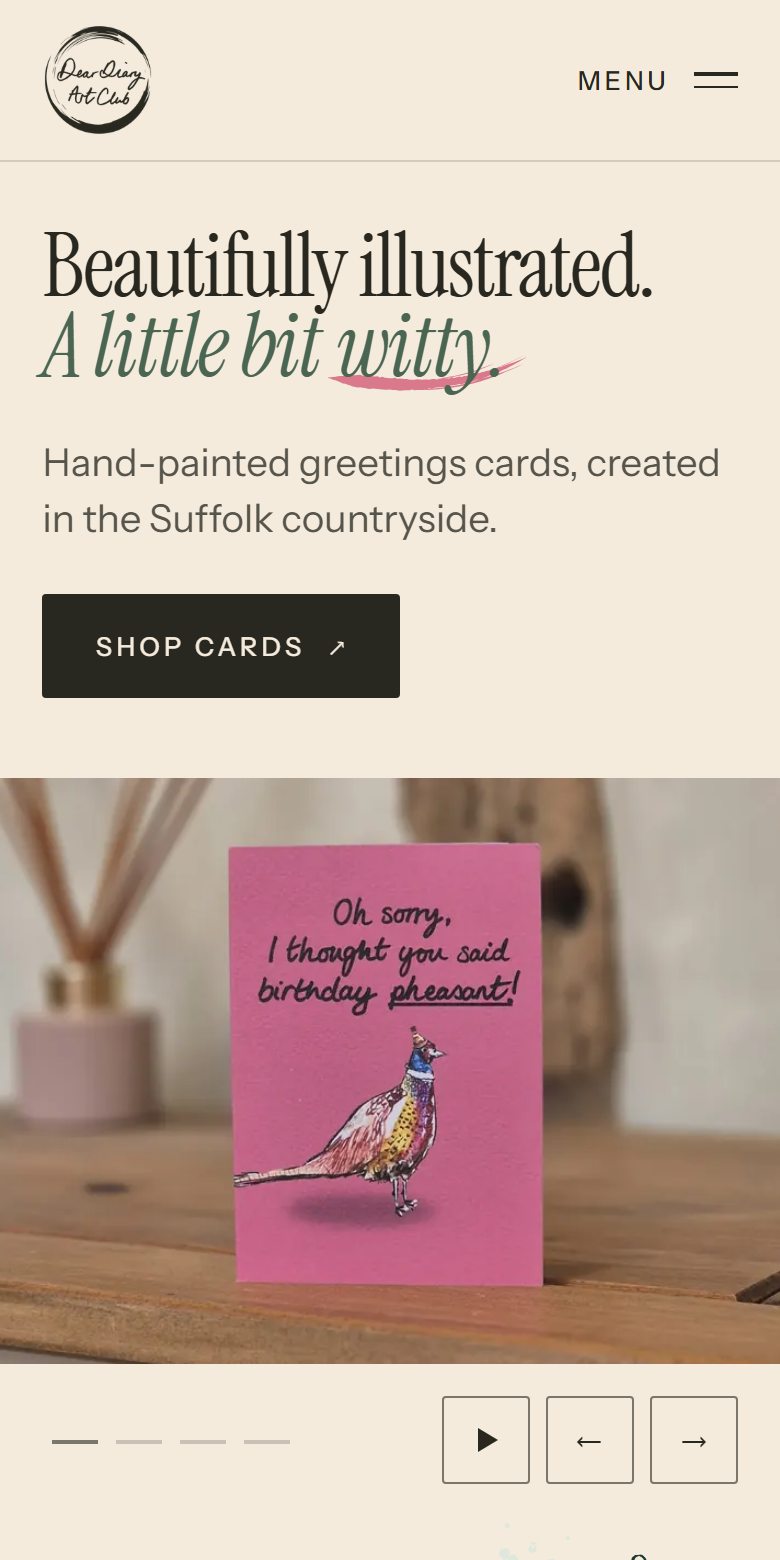 Dear Diary
Art Club
MENU
Beautifully illustrated.
A little bit witty.
Hand-painted greetings cards, created
in the Suffolk countryside.
SHOP CARDS ↗
Oh sorry,
I thought you said
birthday pheasant!